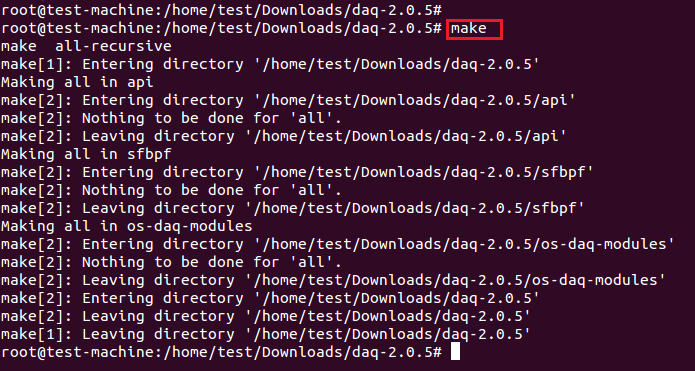 root@test-machine:/home/test/Downloads/daq-2.0.5#
root@test-machine:/home/test/Downloads/daq-2.0.5# make
make  all-recursive
make[1]: Entering directory '/home/test/Downloads/daq-2.0.5'
Making all in api
make[2]: Entering directory '/home/test/Downloads/daq-2.0.5/api'
make[2]: Nothing to be done for 'all'.
make[2]: Leaving directory '/home/test/Downloads/daq-2.0.5/api'
Making all in sfbpf
make[2]: Entering directory '/home/test/Downloads/daq-2.0.5/sfbpf'
make[2]: Nothing to be done for 'all'.
make[2]: Leaving directory '/home/test/Downloads/daq-2.0.5/sfbpf'
Making all in os-daq-modules
make[2]: Entering directory '/home/test/Downloads/daq-2.0.5/os-daq-modules'
make[2]: Nothing to be done for 'all'.
make[2]: Leaving directory '/home/test/Downloads/daq-2.0.5/os-daq-modules'
make[2]: Entering directory '/home/test/Downloads/daq-2.0.5'
make[2]: Leaving directory '/home/test/Downloads/daq-2.0.5'
make[1]: Leaving directory '/home/test/Downloads/daq-2.0.5'
root@test-machine:/home/test/Downloads/daq-2.0.5#